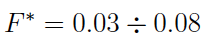 F* = 0.03 ÷ 0.08